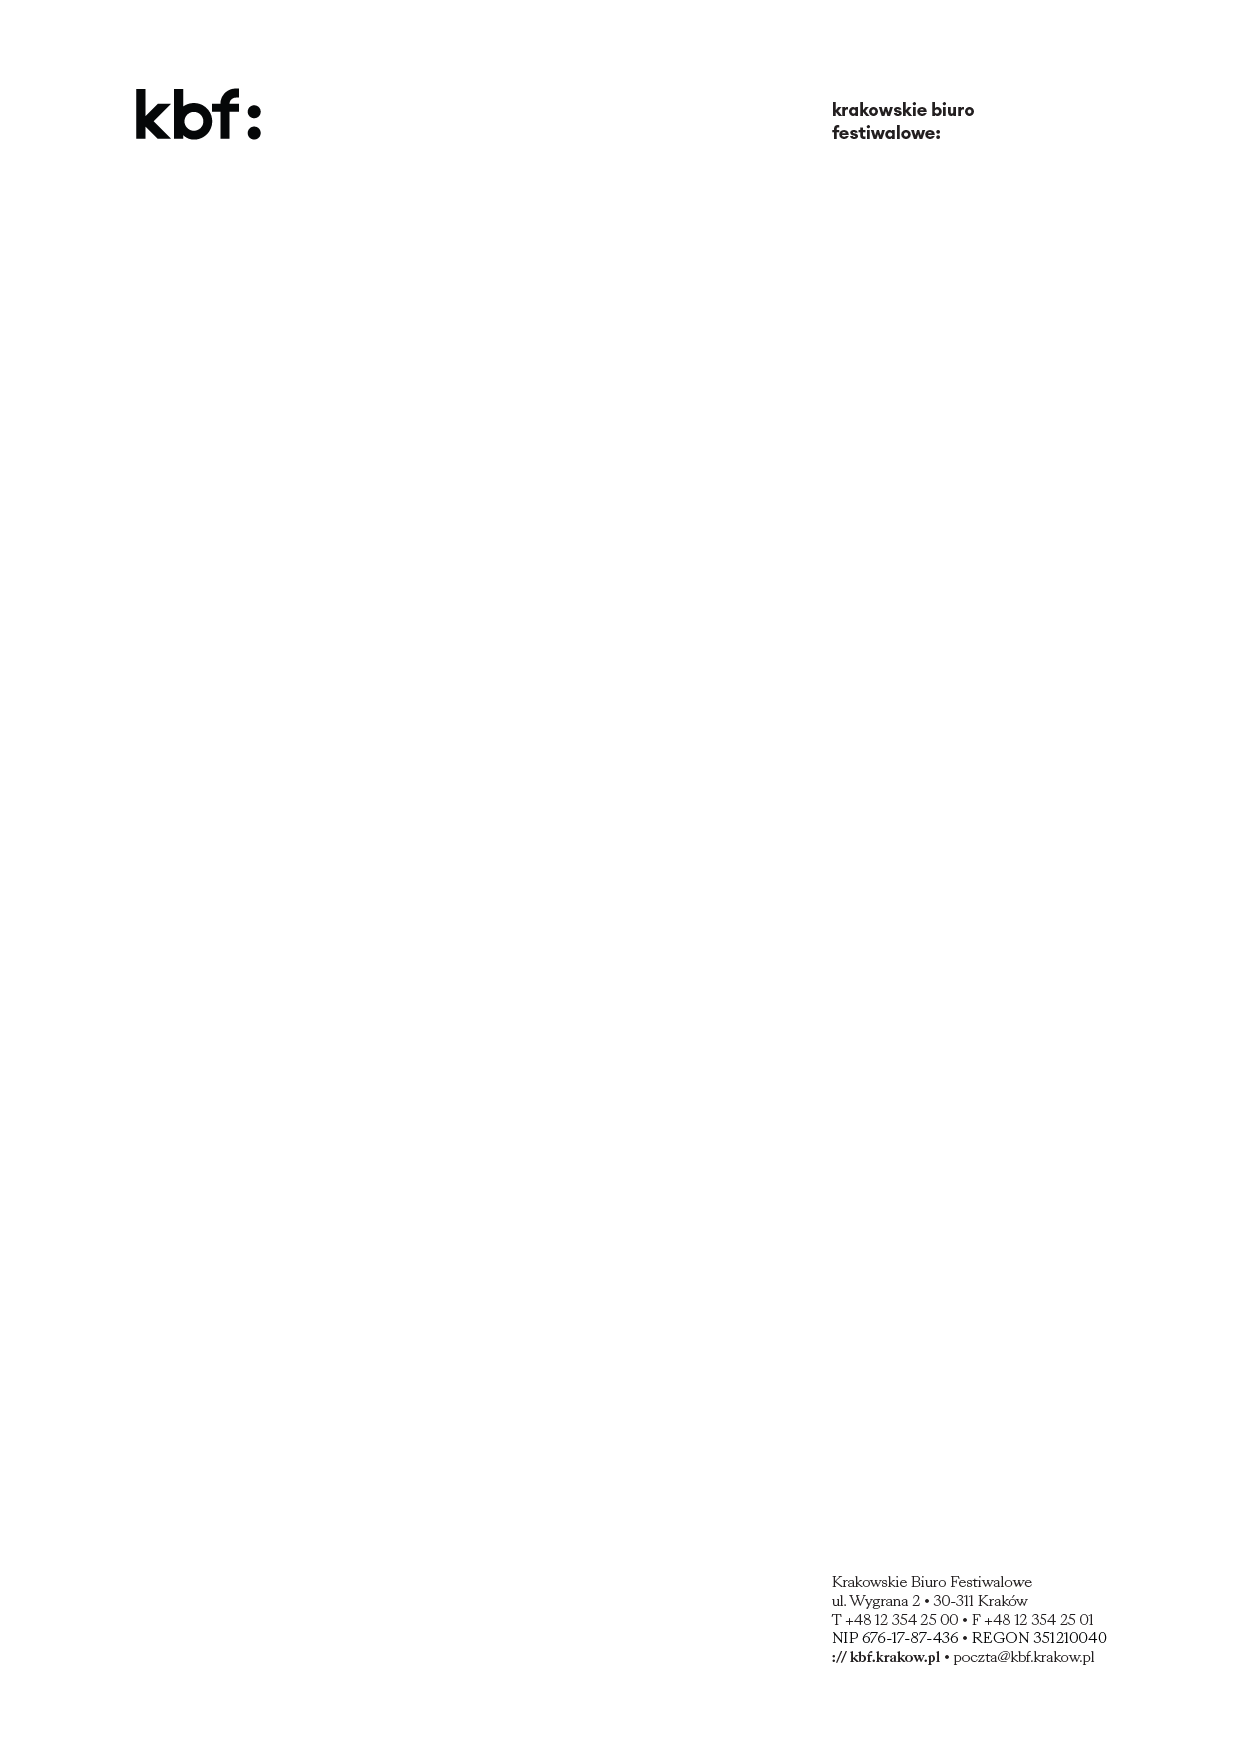 kbf:
krakowskie biuro
festiwalowe:
Krakowskie Biuro Festiwalowe
ul. Wygrana 2 • 30-311 Kraków
T +48 12 354 25 00 • F +48 12 354 25 01
NIP 676-17-87-436 • REGON 351210040
:// kbf.krakow.pl • poczta@kbf.krakow.pl